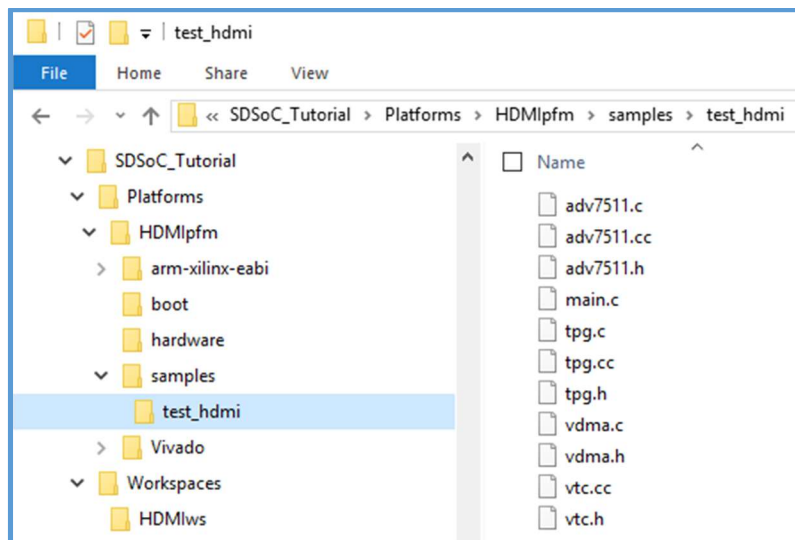 test_hdmi
File Home Share View
« SDSoC_Tutorial > Platforms > HDMIpfm > samples > test_hdmi
SDSoC_Tutorial
Platforms
HDMIpfm
arm-xilinx-eabi
boot
hardware
samples
test_hdmi
Vivado
Workspaces
HDMIws
Name
adv7511.c
adv7511.cc
adv7511.h
main.c
tpg.c
tpg.cc
tpg.h
vdma.c
vdma.h
vtc.cc
vtc.h